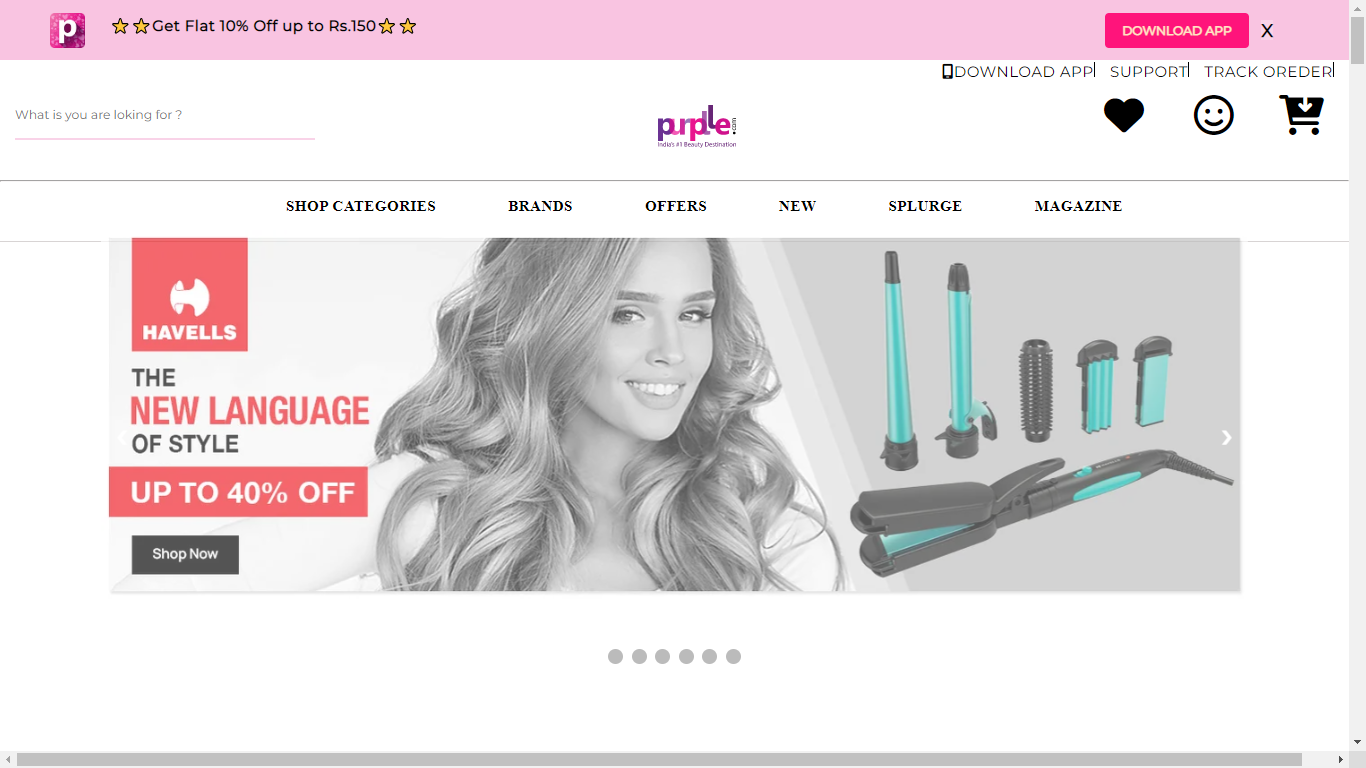 p
⭐⭐Get Flat 10% Off up to Rs.150⭐⭐
DOWNLOAD APP
X
DOWNLOAD APP
SUPPORT
TRACK OREDER
What is you are loking for ?
purplle.com
India's #1 Beauty Destination
SHOP CATEGORIES
BRANDS
OFFERS
NEW
SPLURGE
MAGAZINE
HAVELLS
THE
NEW LANGUAGE
OF STYLE
UP TO 40% OFF
Shop Now